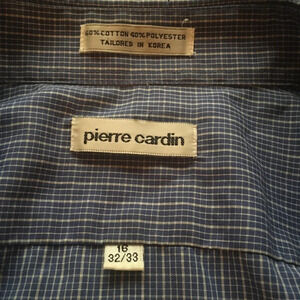 60% COTTON 40% POLYESTER
TAILORED IN KOREA
pierre cardin
16
32/33